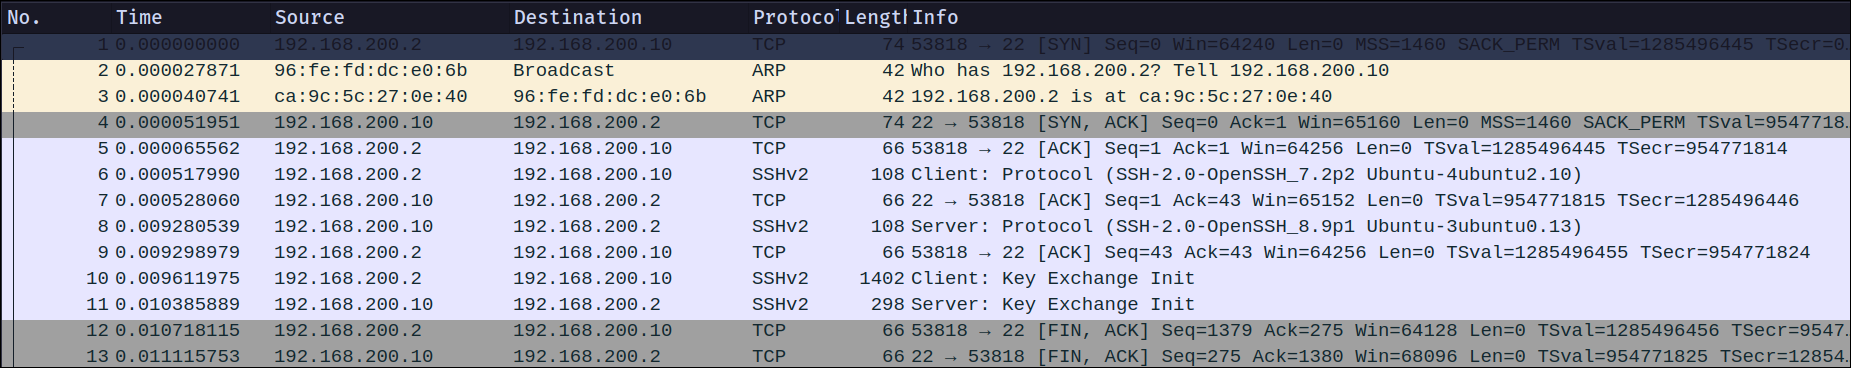 No. Time Source Destination Protocol Length Info
1 0.000000000 192.168.200.2 192.168.200.10 TCP 74 53818 → 22 [SYN] Seq=0 Win=64240 Len=0 MSS=1460 SACK_PERM TSval=1285496445 TSecr=0.
2 0.000027871 96:fe:fd:dc:e0:6b Broadcast ARP 42 Who has 192.168.200.2? Tell 192.168.200.10
3 0.000040741 ca:9c:5c:27:0e:40 96:fe:fd:dc:e0:6b ARP 42 192.168.200.2 is at ca:9c:5c:27:0e:40
4 0.000051951 192.168.200.10 192.168.200.2 TCP 74 22 → 53818 [SYN, ACK] Seq=0 Ack=1 Win=65160 Len=0 MSS=1460 SACK_PERM TSval=9547718.
5 0.000065562 192.168.200.2 192.168.200.10 TCP 66 53818 → 22 [ACK] Seq=1 Ack=1 Win=64256 Len=0 TSval=1285496445 TSecr=954771814
6 0.000517990 192.168.200.2 192.168.200.10 SSHv2 108 Client: Protocol (SSH-2.0-OpenSSH_7.2p2 Ubuntu-4ubuntu2.10)
7 0.000528060 192.168.200.10 192.168.200.2 TCP 66 22 → 53818 [ACK] Seq=1 Ack=43 Win=65152 Len=0 TSval=954771815 TSecr=1285496446
8 0.009280539 192.168.200.10 192.168.200.2 SSHv2 108 Server: Protocol (SSH-2.0-OpenSSH_8.9p1 Ubuntu-3ubuntu0.13)
9 0.009298979 192.168.200.2 192.168.200.10 TCP 66 53818 → 22 [ACK] Seq=43 Ack=43 Win=64256 Len=0 TSval=1285496455 TSecr=954771824
10 0.009611975 192.168.200.2 192.168.200.10 SSHv2 1402 Client: Key Exchange Init
11 0.010385889 192.168.200.10 192.168.200.2 SSHv2 298 Server: Key Exchange Init
12 0.010718115 192.168.200.2 192.168.200.10 TCP 66 53818 → 22 [FIN, ACK] Seq=1379 Ack=275 Win=64128 Len=0 TSval=1285496456 TSecr=9547.
13 0.011115753 192.168.200.10 192.168.200.2 TCP 66 22 → 53818 [FIN, ACK] Seq=275 Ack=1380 Win=68096 Len=0 TSval=954771825 TSecr=12854.